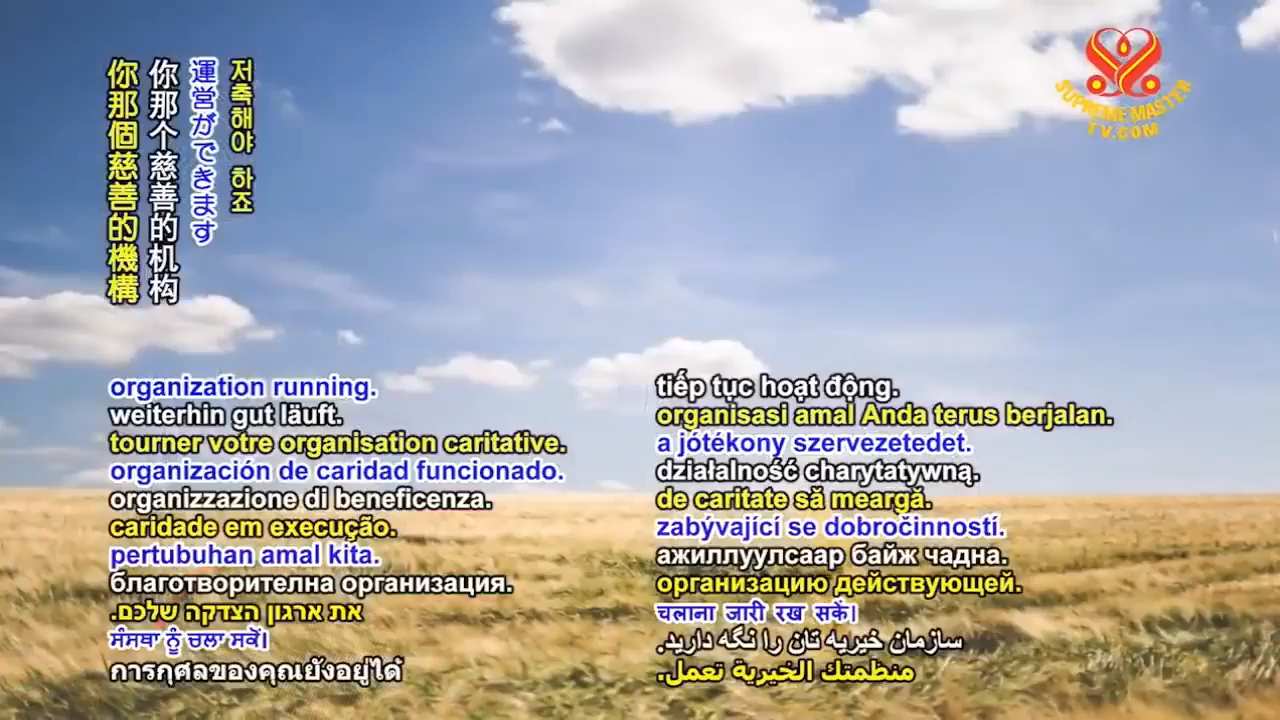 저축해야 하죠
運営ができます
你那个慈善的机构
你那個慈善的機構
SUPREME MASTER
TV.COM
organization running.
weiterhin gut läuft.
tourner votre organisation caritative.
organización de caridad funcionado.
organizzazione di beneficenza.
caridade em execução.
pertubuhan amal kita.
благотворителна организация.
את ארגון הצדקה שלכם.
ਸੰਸਥਾ ਨੂੰ ਚਲਾ ਸਕੋਂ।
การกุศลของคุณยังอยู่ได้
tiếp tục hoạt động.
organisasi amal Anda terus berjalan.
a jótékony szervezetedet.
działalność charytatywną.
de caritate să meargă.
zabývající se dobročinností.
ажиллуулсаар байж чадна.
организацию действующей.
चलाना जारी रख सकें।
سازمان خیریه تان را نگه دارید.
منظمتك الخيرية تعمل.